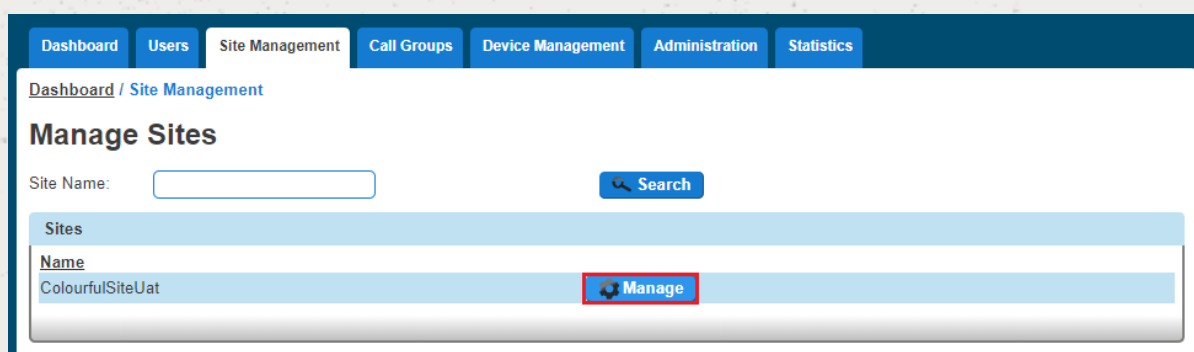 Dashboard Users Site Management Call Groups Device Management Administration Statistics
Dashboard / Site Management
Manage Sites
Site Name: Search
Sites
Name
ColourfulSiteUat Manage